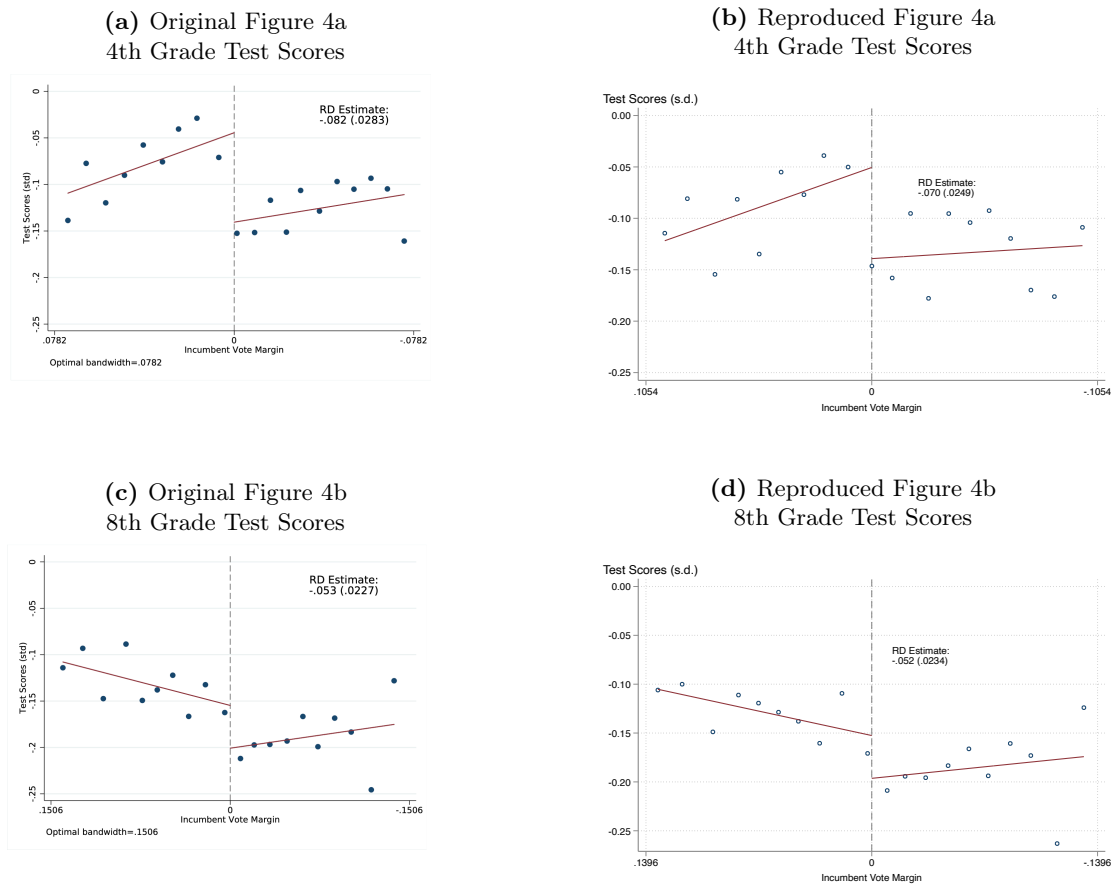 (a) Original Figure 4a
4th Grade Test Scores
0
-.05
-.1
-.15
-.2
-.25
Test Scores (std)
RD Estimate:
-.082 (.0283)
.0782
0
-.0782
Incumbent Vote Margin
Optimal bandwidth=.0782
(b) Reproduced Figure 4a
4th Grade Test Scores
Test Scores (s.d.)
0.00
-0.05
-0.10
-0.15
-0.20
-0.25
RD Estimate:
-.070 (.0249)
.1054
0
-.1054
Incumbent Vote Margin
(c) Original Figure 4b
8th Grade Test Scores
0
-.05
-.1
-.15
-.2
-.25
Test Scores (std)
RD Estimate:
-.053 (.0227)
.1506
0
-.1506
Incumbent Vote Margin
Optimal bandwidth=.1506
(d) Reproduced Figure 4b
8th Grade Test Scores
Test Scores (s.d.)
0.00
-0.05
-0.10
-0.15
-0.20
-0.25
RD Estimate:
-.052 (.0234)
.1396
0
-.1396
Incumbent Vote Margin